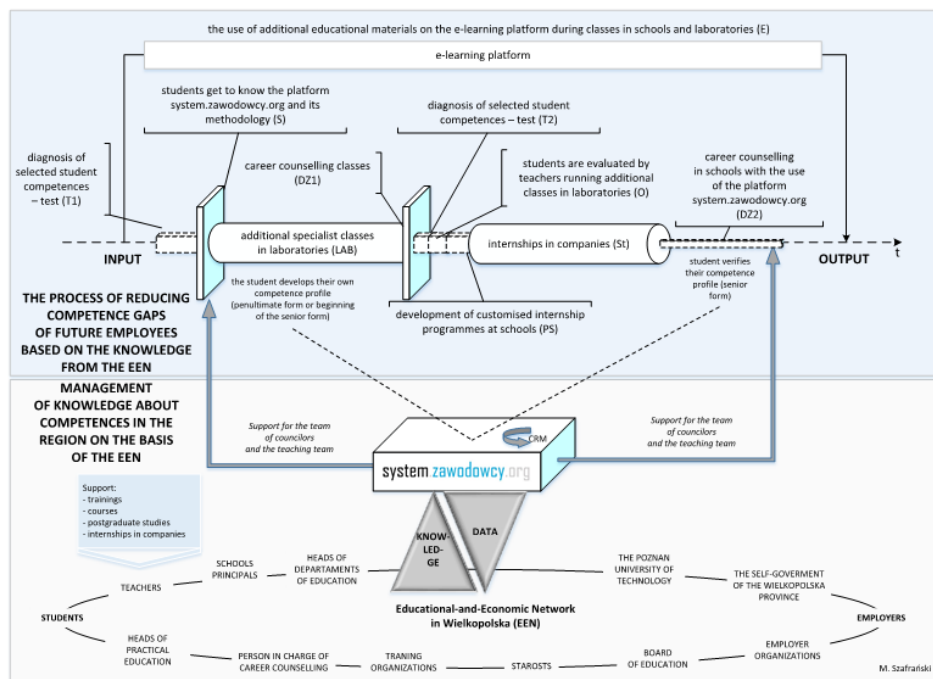 the use of additional educational materials on the e-learning platform during classes in schools and laboratories (E)
e-learning platform
students get to know the platform
system.zawodowcy.org and its
methodology (S)
diagnosis of selected student
competences – test (T2)
diagnosis of
selected student
competences
– test (T1)
career counselling classes
(DZ1)
students are evaluated by
teachers running additional
classes in laboratories (O)
career counselling
in schools with the use
of the platform
system.zawodowcy.org
(DZ2)
additional specialist classes
in laboratories (LAB)
internships in companies (St)
INPUT
OUTPUT
t
the student develops their own
competence profile
(penultimate form or beginning
of the senior form)
student verifies
their competence
profile (senior
form)
development of customised internship
programmes at schools (PS)
THE PROCESS OF REDUCING
COMPETENCE GAPS
OF FUTURE EMPLOYEES
BASED ON THE KNOWLEDGE
FROM THE EEN
MANAGEMENT
OF KNOWLEDGE ABOUT
COMPETENCES IN THE
REGION ON THE BASIS
OF THE EEN
Support for the team
of councilors
and the teaching team
CRM
system.zawodowcy.org
Support for the team
of councilors
and the teaching team
Support:
- trainings
- courses
- postgraduate studies
- internships in companies
KNOW-
LED-
GE
DATA
TEACHERS
SCHOOLS
PRINCIPALS
HEADS OF
DEPARTAMENTS
OF EDUCATION
THE POZNAN
UNIVERSITY OF
TECHNOLOGY
THE SELF-GOVERMENT
OF THE WIELKOPOLSKA
PROVINCE
STUDENTS
Educational-and-Economic Network
in Wielkopolska (EEN)
EMPLOYERS
HEADS OF
PRACTICAL
EDUCATION
PERSON IN CHARGE OF
CAREER COUNSELLING
TRANING
ORGANIZATIONS
STAROSTS
BOARD
OF EDUCATION
EMPLOYER
ORGANIZATIONS
M. Szafrański